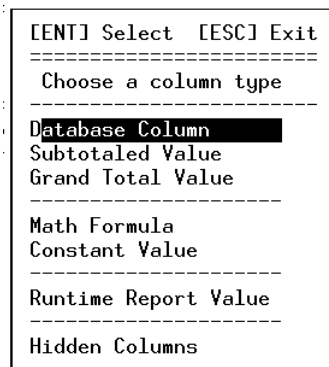 [ENT] Select [ESC] Exit
========================
Choose a column type
------------------------
Database Column
Subtotaled Value
Grand Total Value
---------------------
Math Formula
Constant Value
---------------------
Runtime Report Value
---------------------
Hidden Columns